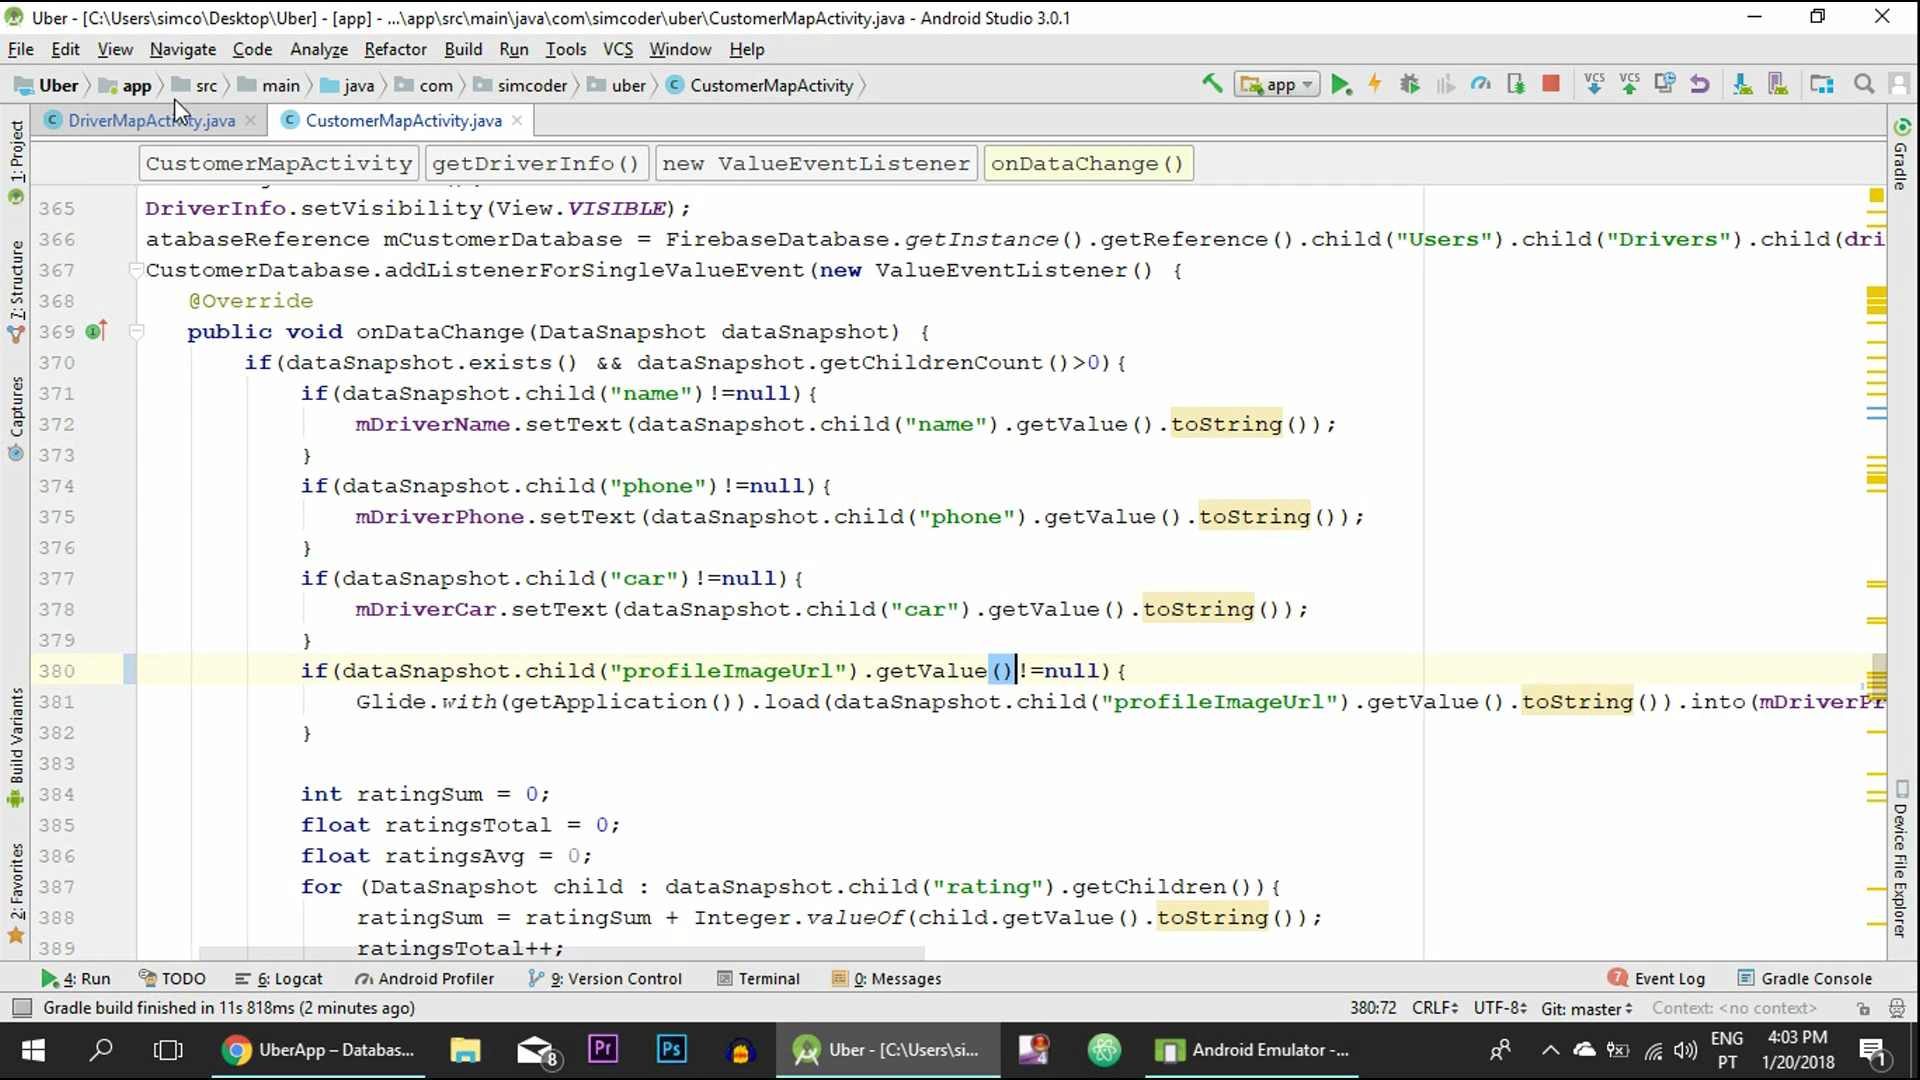 Uber - [C:\Users\simco\Desktop\Uber] - [app] - ...\app\src\main\java\com\simcoder\uber\CustomerMapActivity.java - Android Studio 3.0.1
File Edit View Navigate Code Analyze Refactor Build Run Tools VCS Window Help
Uber app src main java com simcoder uber CustomerMapActivity app VCS VCS
DriverMapActivity.java CustomerMapActivity.java
CustomerMapActivity getDriverInfo() new ValueEventListener onDataChange()
365 DriverInfo.setVisibility(View.VISIBLE);
366 atabaseReference mCustomerDatabase = FirebaseDatabase.getInstance().getReference().child("Users").child("Drivers").child(dri
367 CustomerDatabase.addListenerForSingleValueEvent(new ValueEventListener() {
368 @Override
369 public void onDataChange(DataSnapshot dataSnapshot) {
370 if(dataSnapshot.exists() && dataSnapshot.getChildrenCount()>0){
371 if(dataSnapshot.child("name")!=null){
372 mDriverName.setText(dataSnapshot.child("name").getValue().toString());
373 }
374 if(dataSnapshot.child("phone")!=null){
375 mDriverPhone.setText(dataSnapshot.child("phone").getValue().toString());
376 }
377 if(dataSnapshot.child("car")!=null){
378 mDriverCar.setText(dataSnapshot.child("car").getValue().toString());
379 }
380 if(dataSnapshot.child("profileImageUrl").getValue()!=null){
381 Glide.with(getApplication()).load(dataSnapshot.child("profileImageUrl").getValue().toString()).into(mDriverPr
382 }
383
384 int ratingSum = 0;
385 float ratingsTotal = 0;
386 float ratingsAvg = 0;
387 for (DataSnapshot child : dataSnapshot.child("rating").getChildren()){
388 ratingSum = ratingSum + Integer.valueOf(child.getValue().toString());
389 ratingsTotal++;
1: Project
7: Structure
Captures
Build Variants
2: Favorites
Gradle
Device File Explorer
4: Run TODO 6: Logcat Android Profiler 9: Version Control Terminal 0: Messages 7 Event Log Gradle Console
Gradle build finished in 11s 818ms (2 minutes ago) 380:72 CRLF UTF-8 Git: master Context: <no context>
UberApp – Databas... 8 Pr Ps Uber - [C:\Users\si... 4 Android Emulator -... ENG 4:03 PM
PT 1/20/2018 1